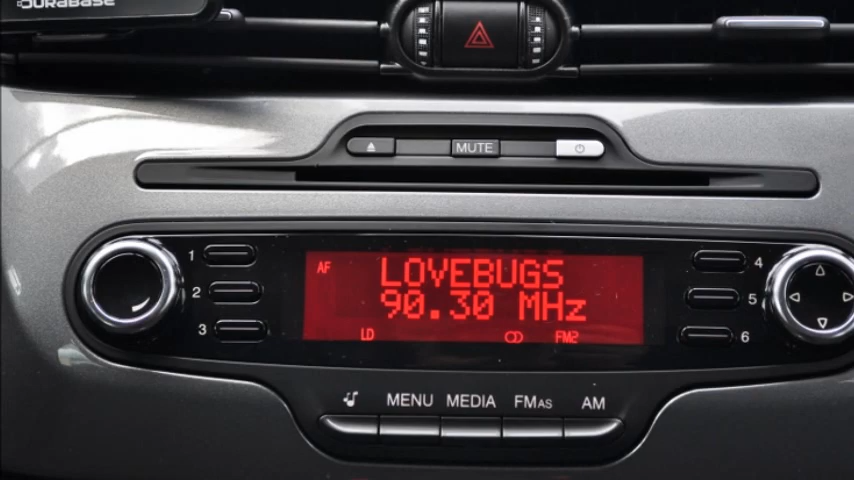 DURABASE
MUTE
1
2
3
AF
LOVEBUGS
90.30 MHz
LD
FM2
4
5
6
MENU
MEDIA
FMAS
AM